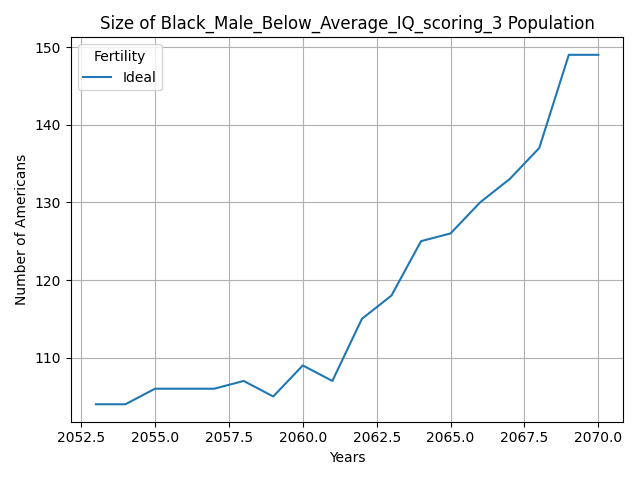 Size of Black_Male_Below_Average_IQ_scoring_3 Population
Fertility
Ideal
150
140
130
120
110
Number of Americans
2052.5 2055.0 2057.5 2060.0 2062.5 2065.0 2067.5 2070.0
Years